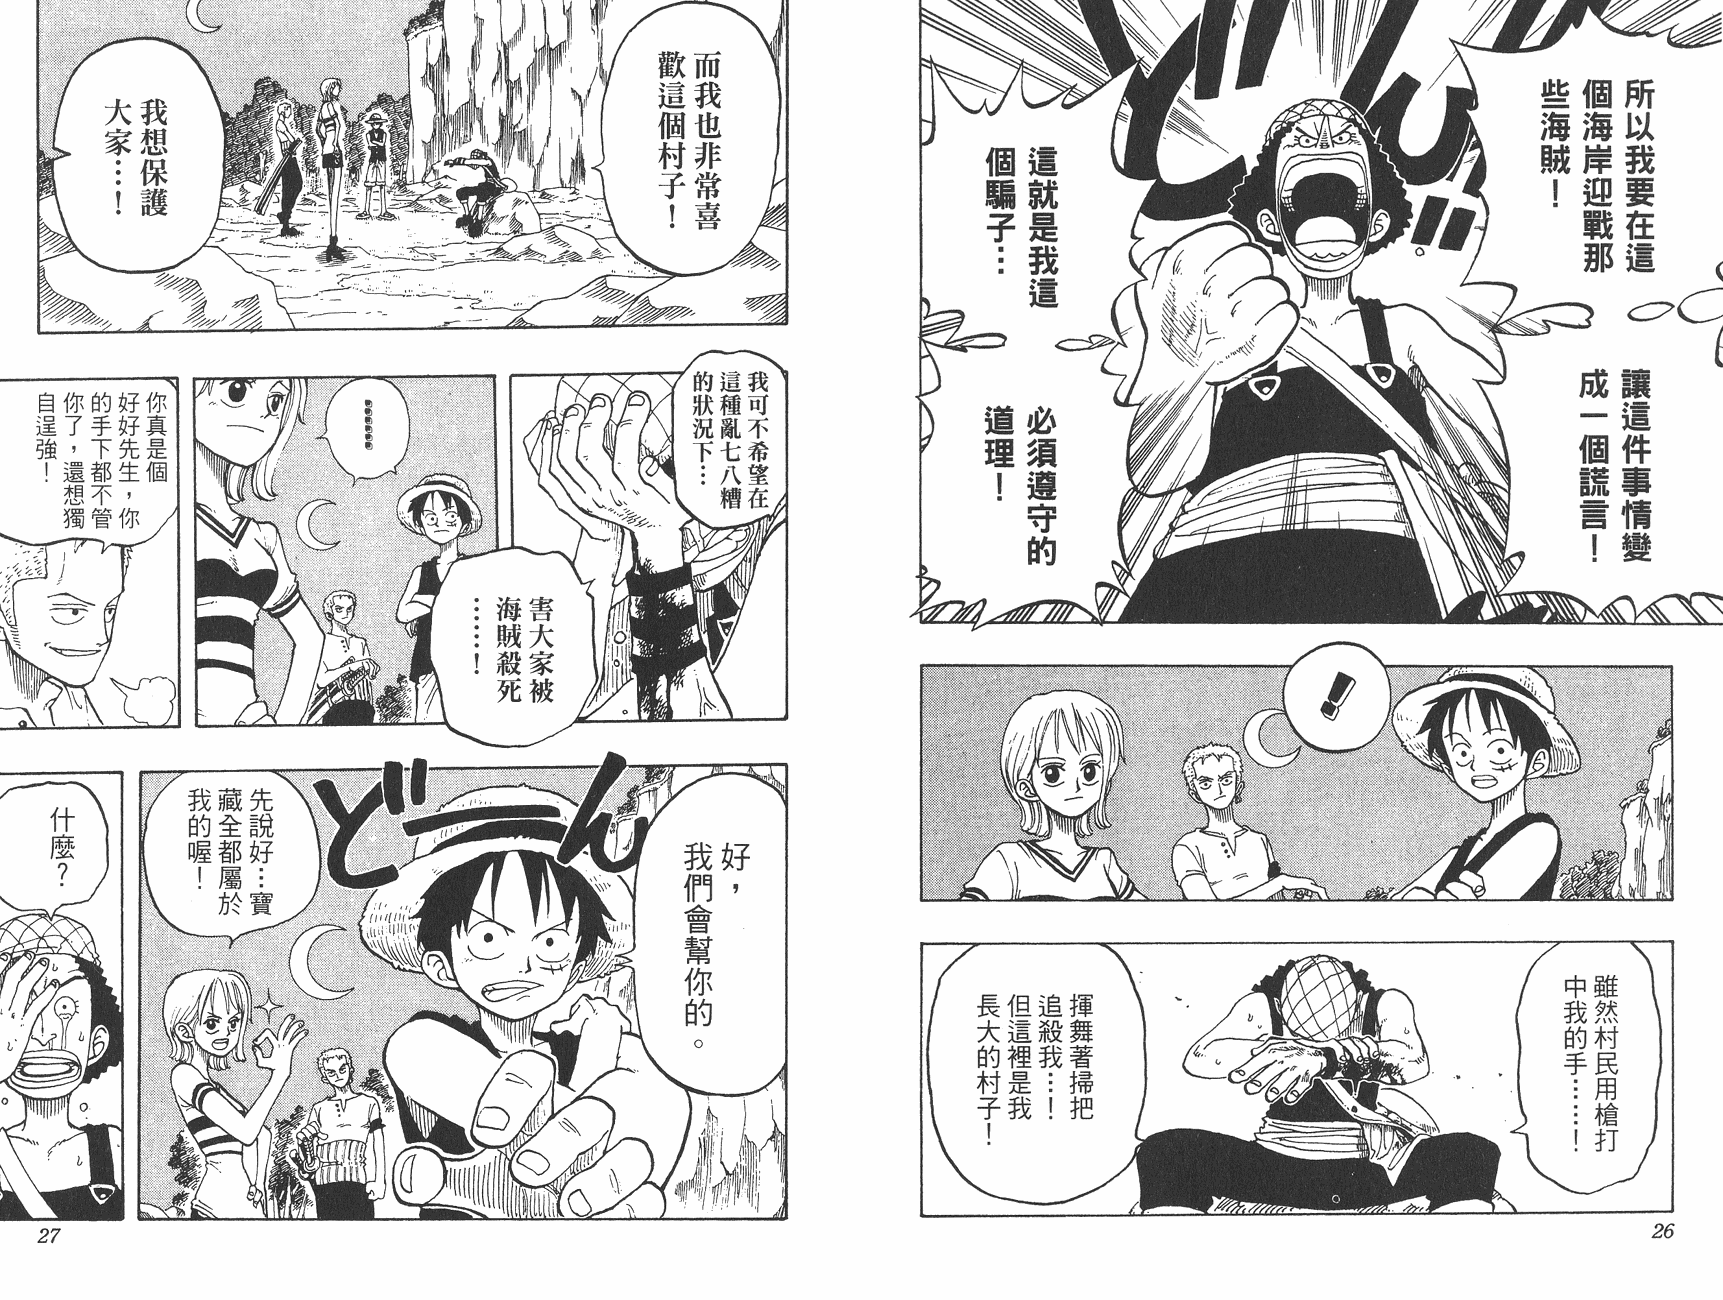 所以我要在這
個海岸迎戰那
些海賊！
讓這件事情變
成一個謊言！
這就是我這
個騙子…
必須遵守的
道理！
！
雖然村民用槍打
中我的手……！
揮舞著掃把
追殺我…！
但這裡是我
長大的村子！
26
而我也非常喜
歡這個村子！
我想保護
大家…！
我可不希望在
這種亂七八糟
的狀況下…
害大家被
海賊殺死
……！
……
你真是個
好好先生，你
的手下都不管
你了，還想獨
自逞強！
好，
我們會幫你的。
どーん
先說好…寶
藏全都屬於
我的喔！
什麼？
27